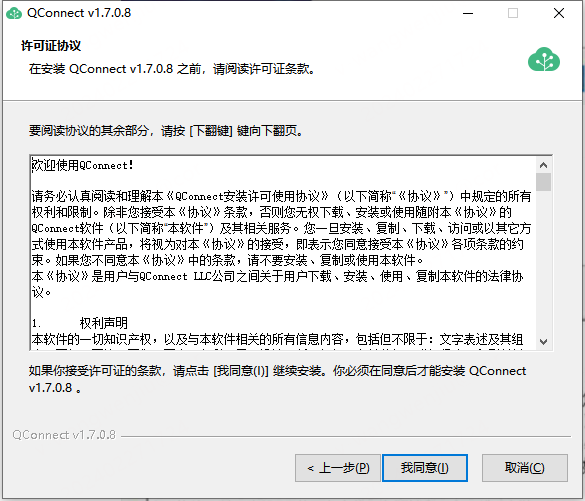 QConnect v1.7.0.8
许可证协议
在安装 QConnect v1.7.0.8 之前，请阅读许可证条款。
要阅读协议的其余部分，请按 [下翻键] 键向下翻页。
欢迎使用QConnect！
请务必认真阅读和理解本《QConnect安装许可使用协议》（以下简称“《协议》”）中规定的所有
权利和限制。除非您接受本《协议》条款，否则您无权下载、安装或使用随附本《协议》的
QConnect软件（以下简称“本软件”）及其相关服务。您一旦安装、复制、下载、访问或以其它方
式使用本软件产品，将视为对本《协议》的接受，即表示您同意接受本《协议》各项条款的约
束。如果您不同意本《协议》中的条款，请不要安装、复制或使用本软件。
本《协议》是用户与QConnect LLC公司之间关于用户下载、安装、使用、复制本软件的法律协
议。
1. 权利声明
本软件的一切知识产权，以及与本软件相关的所有信息内容，包括但不限于：文字表述及其组
如果你接受许可证的条款，请点击 [我同意(I)] 继续安装。你必须在同意后才能安装 QConnect
v1.7.0.8 。
QConnect v1.7.0.8
< 上一步(P)
我同意(I)
取消(C)